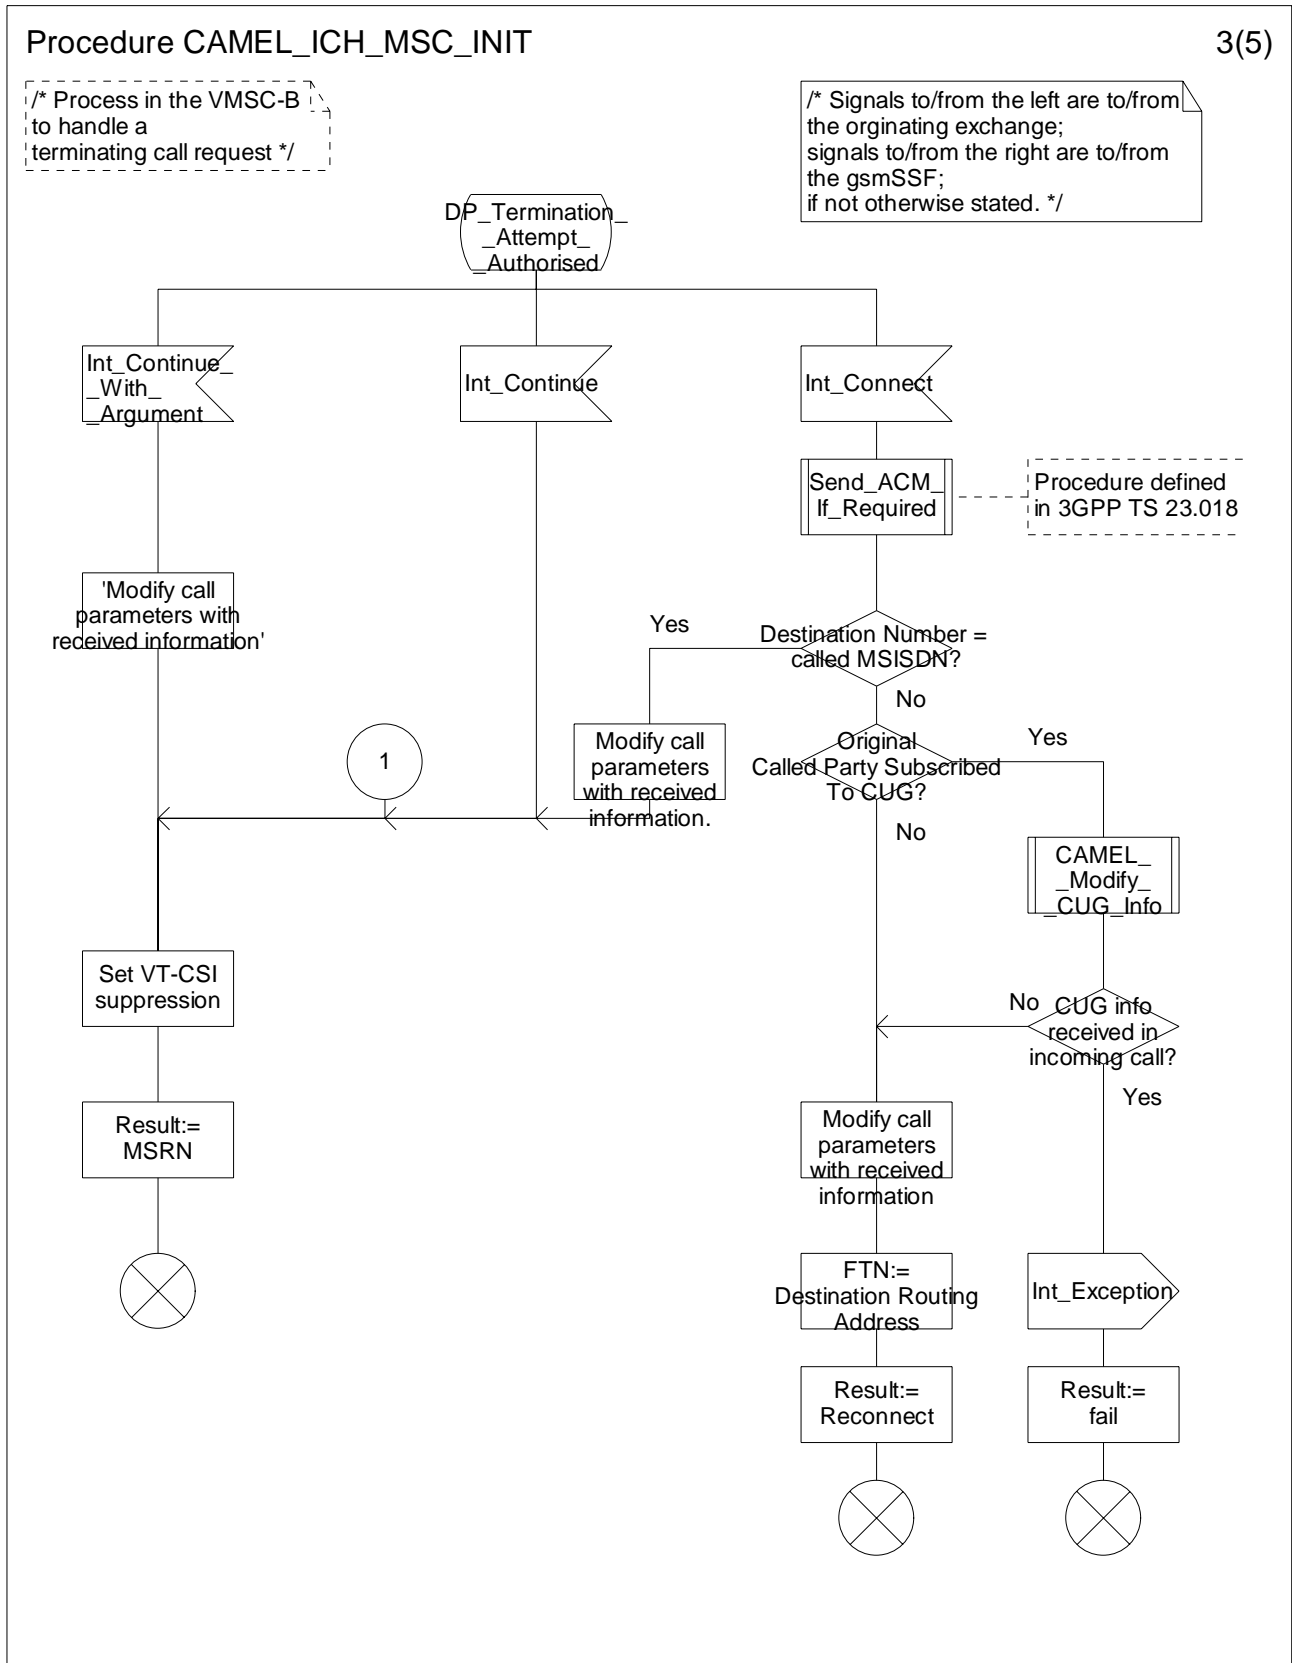 Procedure CAMEL_ICH_MSC_INIT
3(5)
/* Process in the VMSC-B
to handle a
terminating call request */
/* Signals to/from the left are to/from
the orginating exchange;
signals to/from the right are to/from
the gsmSSF;
if not otherwise stated. */
DP_Termination_
_Attempt_
_Authorised
Int_Continue_
_With_
_Argument
Int_Continue
Int_Connect
Send_ACM_
If_Required
Procedure defined
in 3GPP TS 23.018
'Modify call
parameters with
received information'
Yes
Destination Number =
called MSISDN?
No
1
Modify call
parameters
with received
information.
Original
Called Party Subscribed
To CUG?
Yes
No
CAMEL_
_Modify_
_CUG_Info
Set VT-CSI
suppression
No
CUG info
received in
incoming call?
Yes
Result:=
MSRN
Modify call
parameters
with received
information
FTN:=
Destination Routing
Address
Int_Exception
Result:=
Reconnect
Result:=
fail